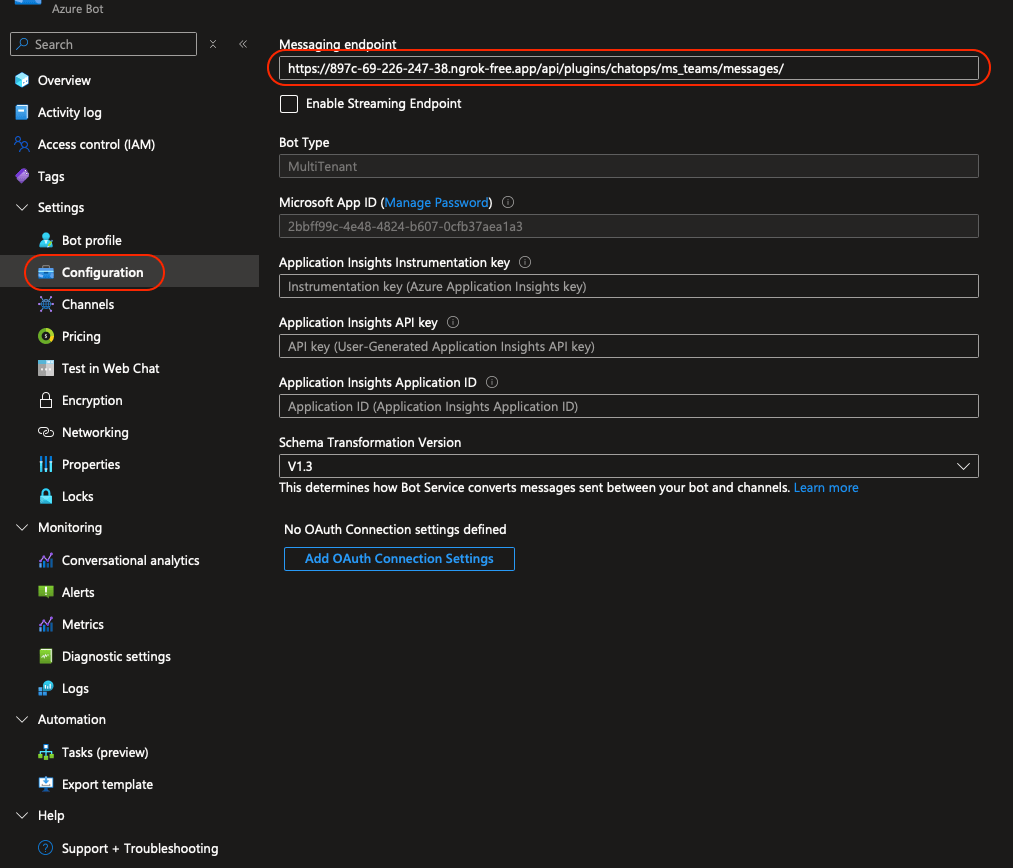 Azure Bot
Search
Overview
Activity log
Access control (IAM)
Tags
Settings
Bot profile
Configuration
Channels
Pricing
Test in Web Chat
Encryption
Networking
Properties
Locks
Monitoring
Conversational analytics
Alerts
Metrics
Diagnostic settings
Logs
Automation
Tasks (preview)
Export template
Help
Support + Troubleshooting
Messaging endpoint
https://897c-69-226-247-38.ngrok-free.app/api/plugins/chatops/ms_teams/messages/
Enable Streaming Endpoint
Bot Type
MultiTenant
Microsoft App ID (Manage Password)
2bbff99c-4e48-4824-b607-0cfb37aea1a3
Application Insights Instrumentation key
Instrumentation key (Azure Application Insights key)
Application Insights API key
API key (User-Generated Application Insights API key)
Application Insights Application ID
Application ID (Application Insights Application ID)
Schema Transformation Version
V1.3
This determines how Bot Service converts messages sent between your bot and channels. Learn more
No OAuth Connection settings defined
Add OAuth Connection Settings